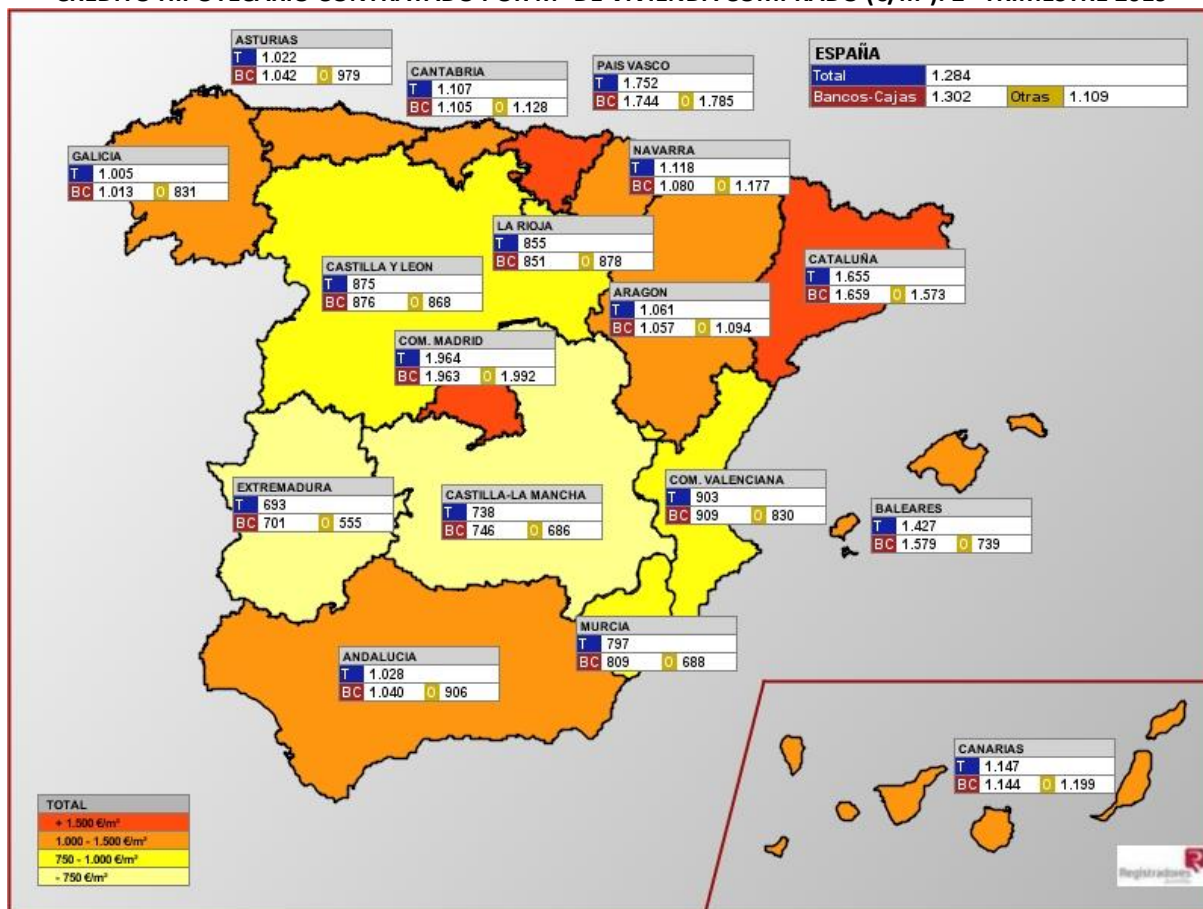 ASTURIAS
T 1.022
BC 1.042 O 979
CANTABRIA
T 1.107
BC 1.105 O 1.128
PAIS VASCO
T 1.752
BC 1.744 O 1.785
ESPAÑA
Total 1.284
Bancos-Cajas 1.302 Otras 1.109
GALICIA
T 1.005
BC 1.013 O 831
NAVARRA
T 1.118
BC 1.080 O 1.177
LA RIOJA
T 855
BC 851 O 878
CASTILLA Y LEON
T 875
BC 876 O 868
CATALUÑA
T 1.655
BC 1.659 O 1.573
ARAGON
T 1.061
BC 1.057 O 1.094
COM. MADRID
T 1.964
BC 1.963 O 1.992
EXTREMADURA
T 693
BC 701 O 555
CASTILLA-LA MANCHA
T 738
BC 746 O 686
COM. VALENCIANA
T 903
BC 909 O 830
BALEARES
T 1.427
BC 1.579 O 739
MURCIA
T 797
BC 809 O 688
ANDALUCIA
T 1.028
BC 1.040 O 906
CANARIAS
T 1.147
BC 1.144 O 1.199
TOTAL
+ 1.500 €/m²
1.000 - 1.500 €/m²
750 - 1.000 €/m²
- 750 €/m²
Registradores